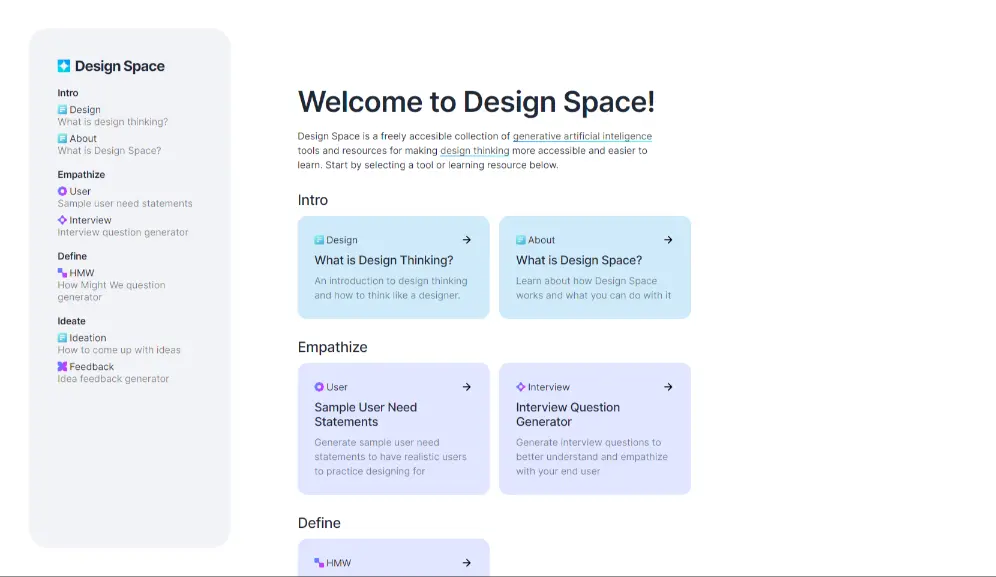 Design Space
Intro
Design
What is design thinking?
About
What is Design Space?
Empathize
User
Sample user need statements
Interview
Interview question generator
Define
HMW
How Might We question
generator
Ideate
Ideation
How to come up with ideas
Feedback
Idea feedback generator
Welcome to Design Space!
Design Space is a freely accesible collection of generative artificial inteligence
tools and resources for making design thinking more accessible and easier to
learn. Start by selecting a tool or learning resource below.
Intro
Design
What is Design Thinking?
An introduction to design thinking
and how to think like a designer.
About
What is Design Space?
Learn about how Design Space
works and what you can do with it
Empathize
User
Sample User Need
Statements
Generate sample user need
statements to have realistic users
to practice designing for
Interview
Interview Question
Generator
Generate interview questions to
better understand and empathize
with your end user
Define
HMW